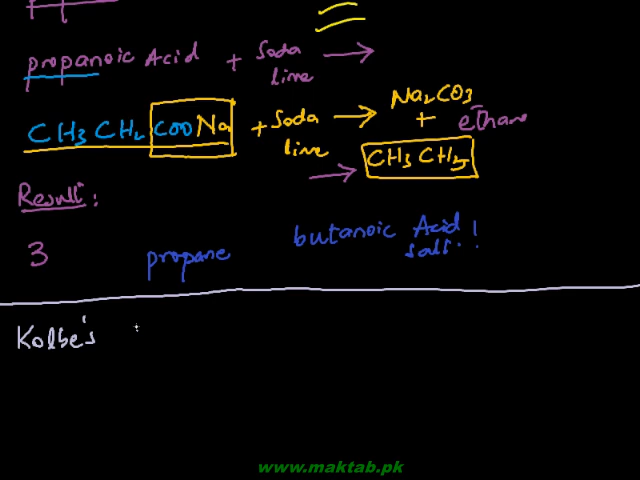 propanoic Acid + Soda lime →
CH3 CH2 COO Na + Soda lime → Na2CO3 + ethane
→ CH3 CH3
Result:
3 propane butanoic Acid salt!
Kolbe's
www.maktab.pk